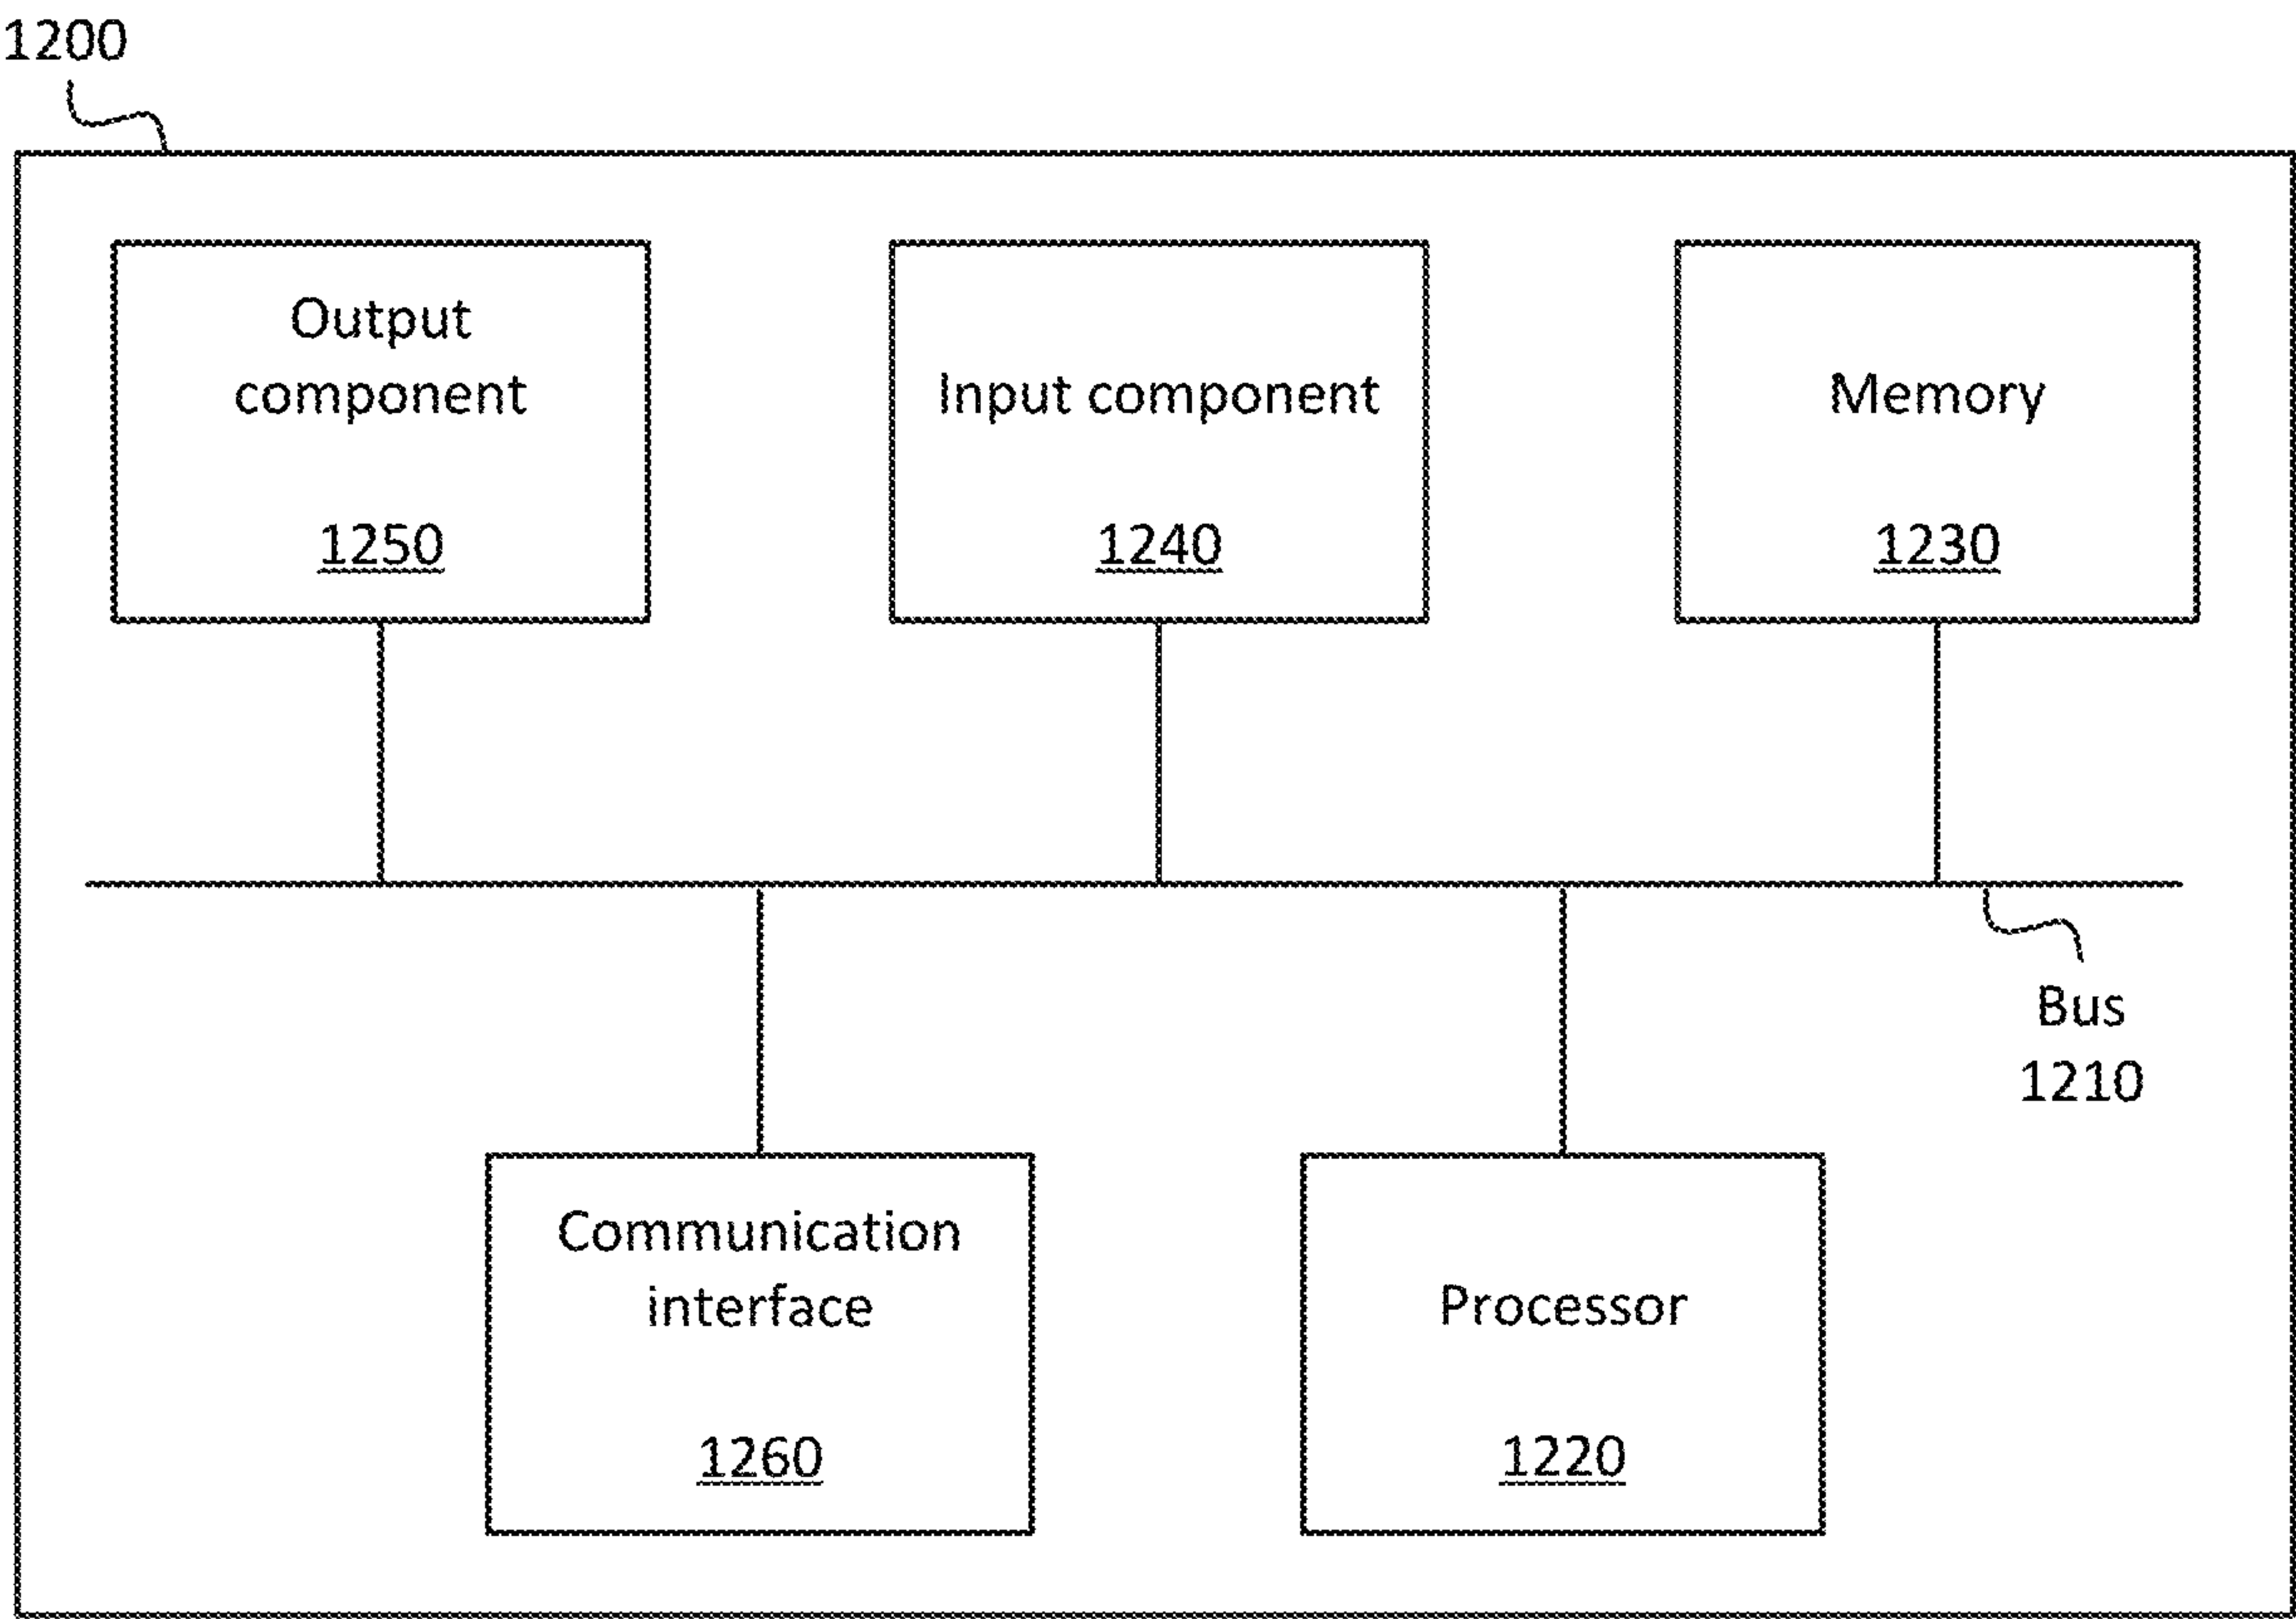 1200
Output
component
1250
Input component
1240
Memory
1230
Bus
1210
Communication
interface
1260
Processor
1220